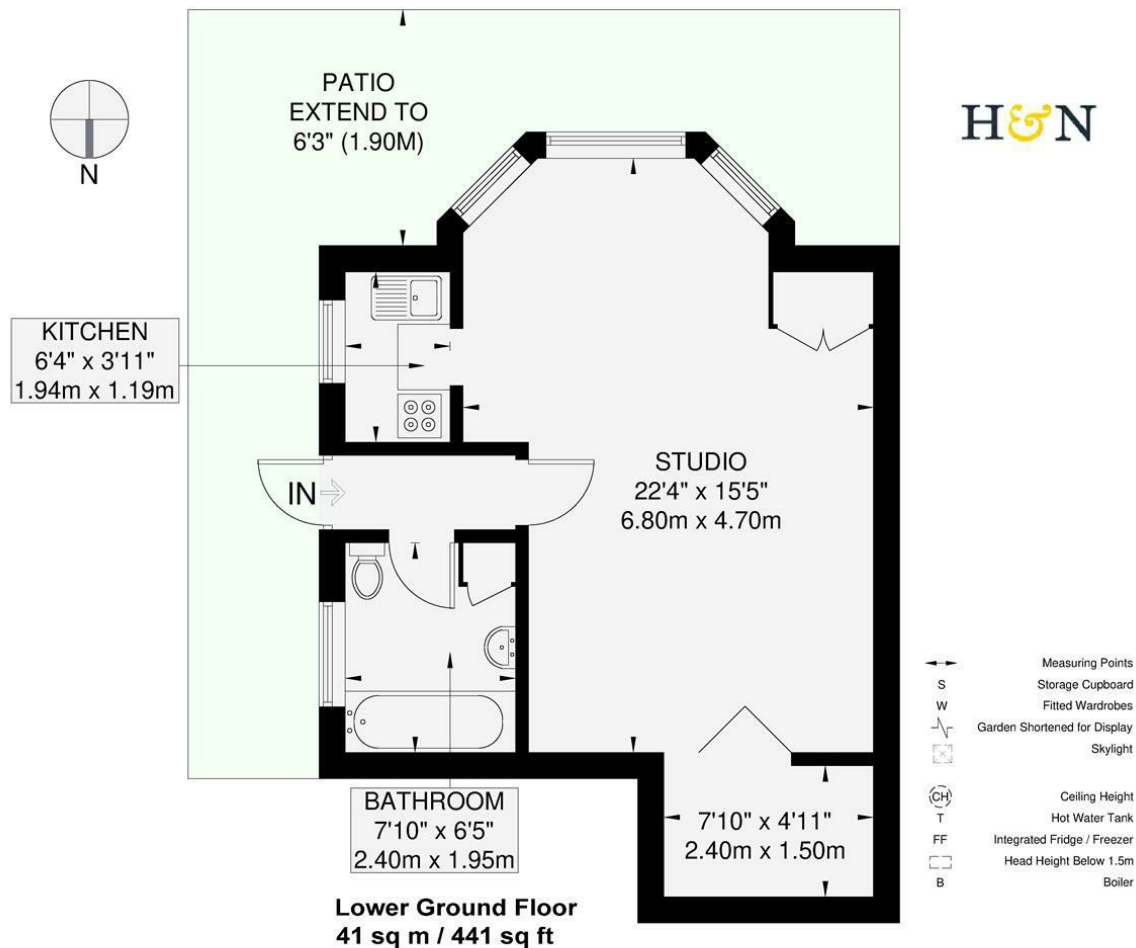 PATIO
EXTEND TO
6'3" (1.90M)
N
H&N
KITCHEN
6'4" x 3'11"
1.94m x 1.19m
IN
STUDIO
22'4" x 15'5"
6.80m x 4.70m
BATHROOM
7'10" x 6'5"
2.40m x 1.95m
7'10" x 4'11"
2.40m x 1.50m
Measuring Points
S Storage Cupboard
W Fitted Wardrobes
Garden Shortened for Display
Skylight
CH Ceiling Height
T Hot Water Tank
FF Integrated Fridge / Freezer
Head Height Below 1.5m
B Boiler
Lower Ground Floor
41 sq m / 441 sq ft